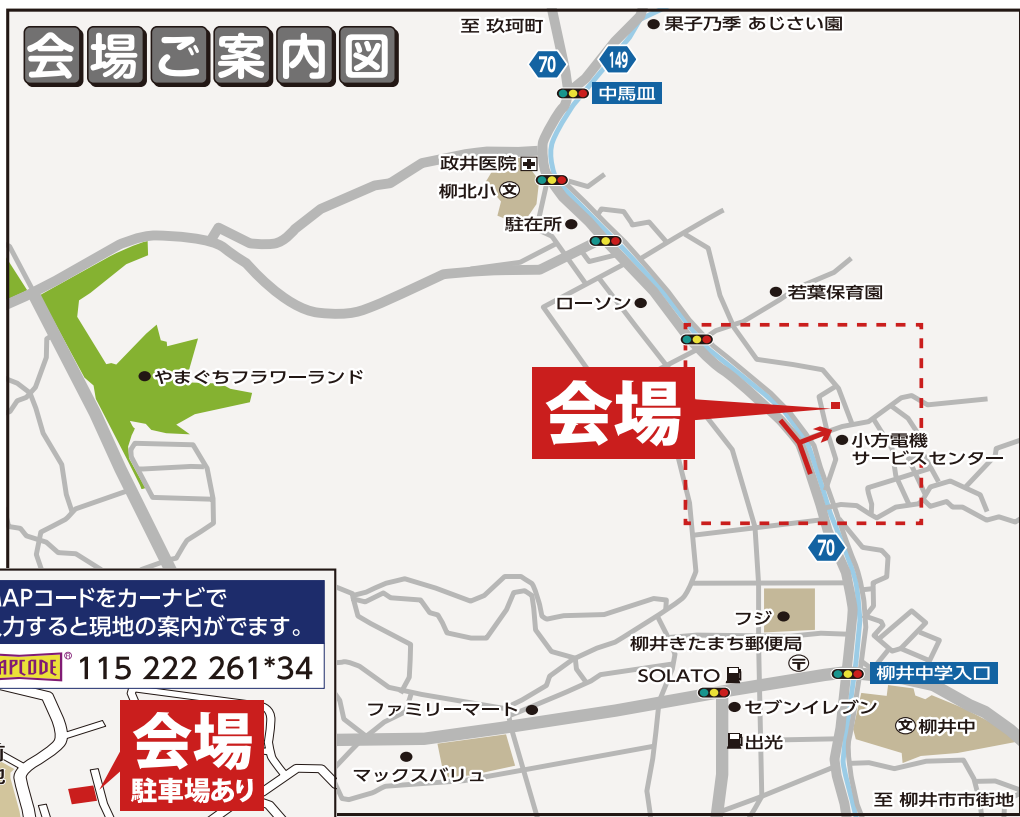 会場ご案内図
至 玖珂町
果子乃季 あじさい園
70
149
中馬皿
政井医院
柳北小
文
駐在所
ローソン
若葉保育園
やまぐちフラワーランド
会場
小方電機
サービスセンター
70
フジ
柳井きたまち郵便局
SOLATO
柳井中学入口
ファミリーマート
セブンイレブン
文
柳井中
出光
マックスバリュ
至 柳井市市街地
APコードをカーナビで
力すると現地の案内がでます。
APCODE® 115 222 261*34
会場
駐車場あり